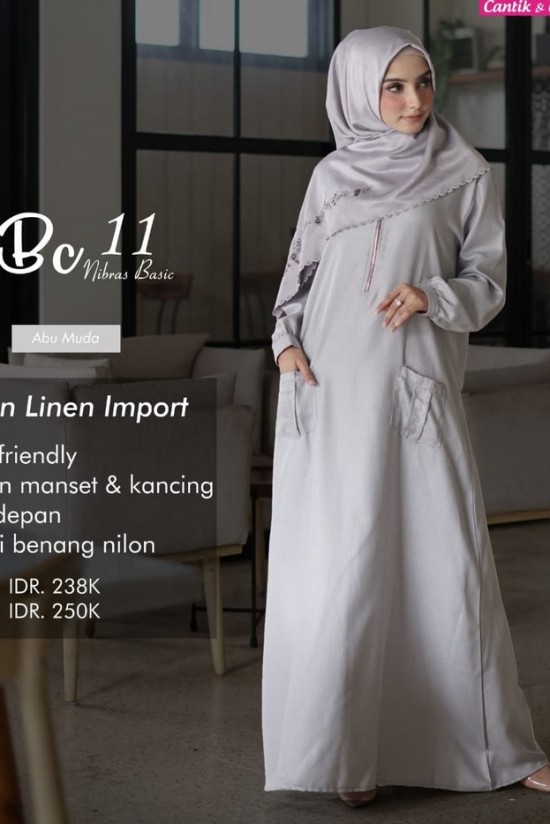 Cantik &
Bc 11
Nibras Basic
Abu Muda
n Linen Import
friendly
n manset & kancing
depan
i benang nilon
IDR. 238K
IDR. 250K